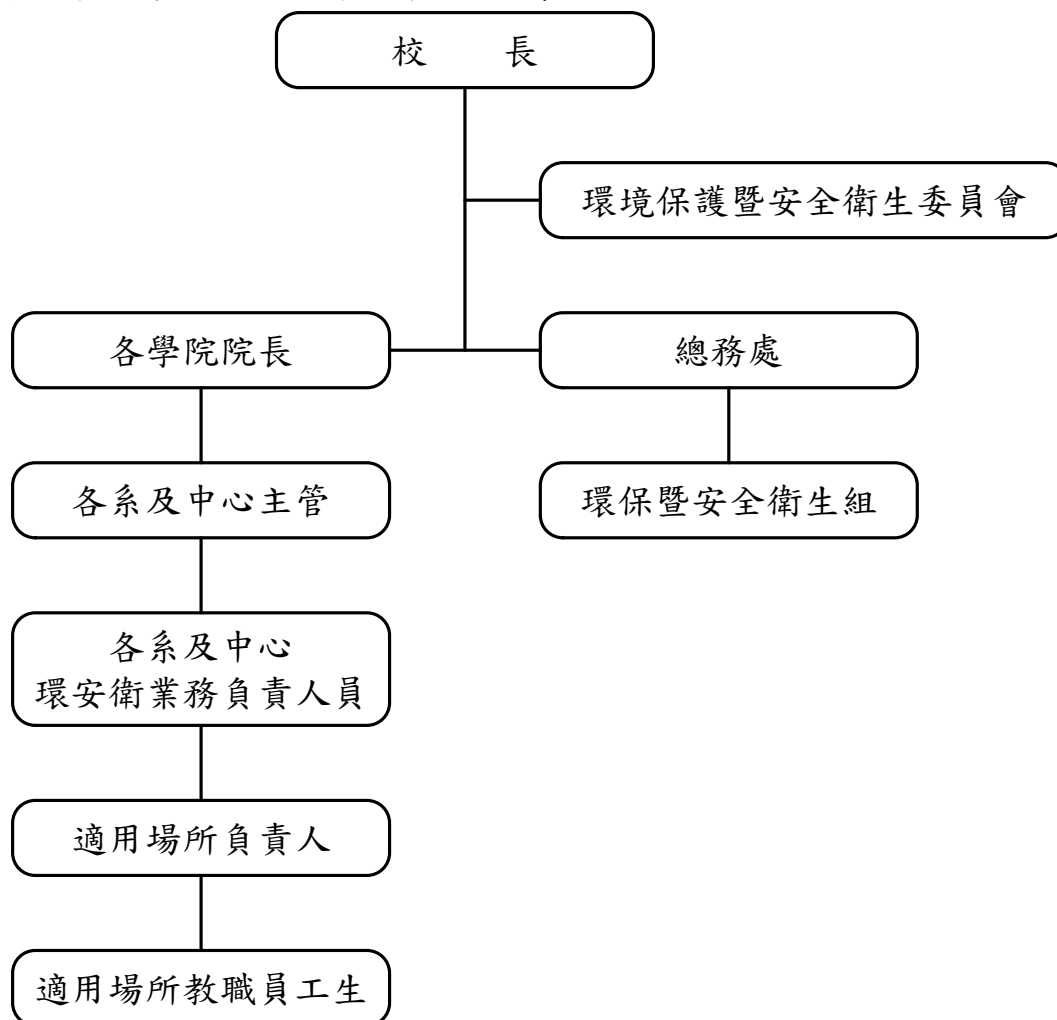 校 長
環境保護暨安全衛生委員會
各學院院長
總務處
各系及中心主管
環保暨安全衛生組
各系及中心
環安衛業務負責人員
適用場所負責人
適用場所教職員工生